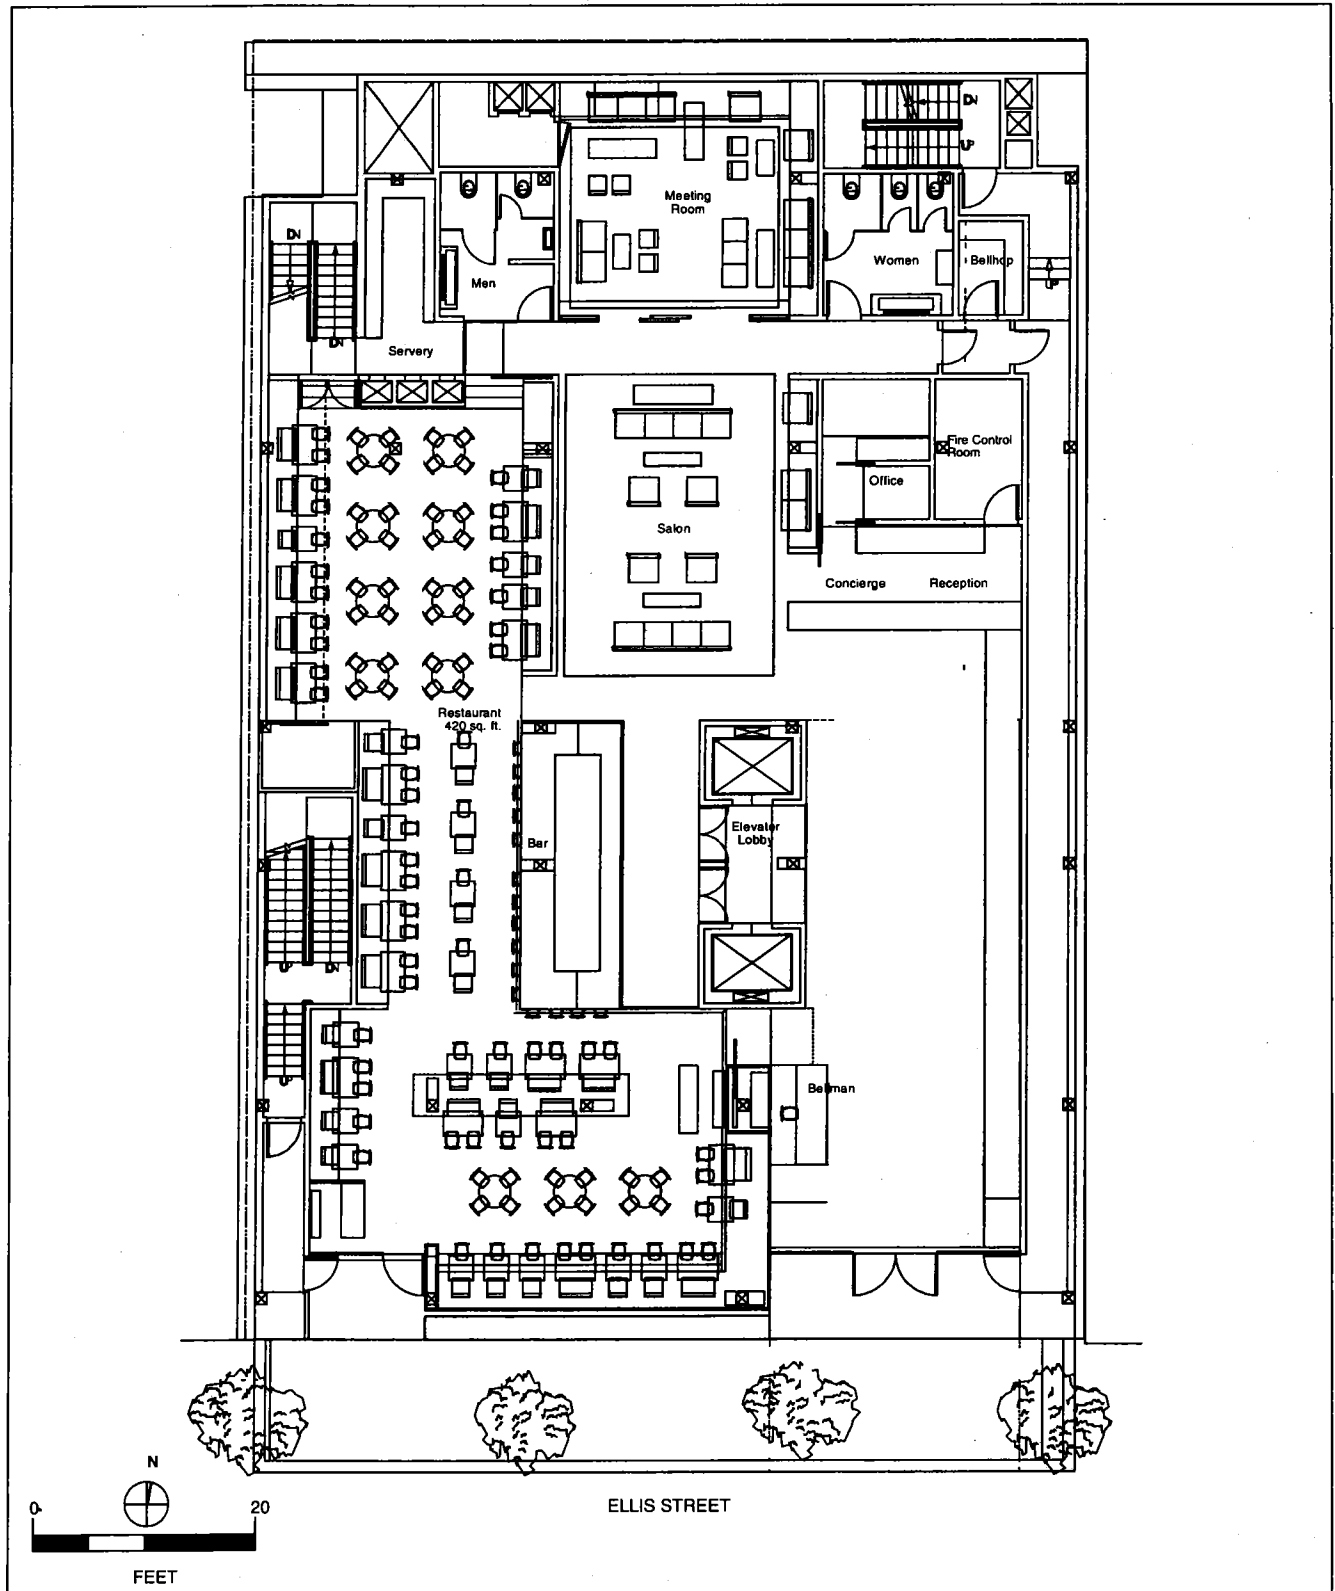 DN
UP
Meeting
Room
DN
DN
Men
Women
Bellhop
UP
Servery
Fire Control
Room
Office
Salon
Concierge
Reception
Restaurant
420 sq. ft.
Elevator
Lobby
Bar
UP
DN
UP
Bellman
N
0
20
ELLIS STREET
FEET